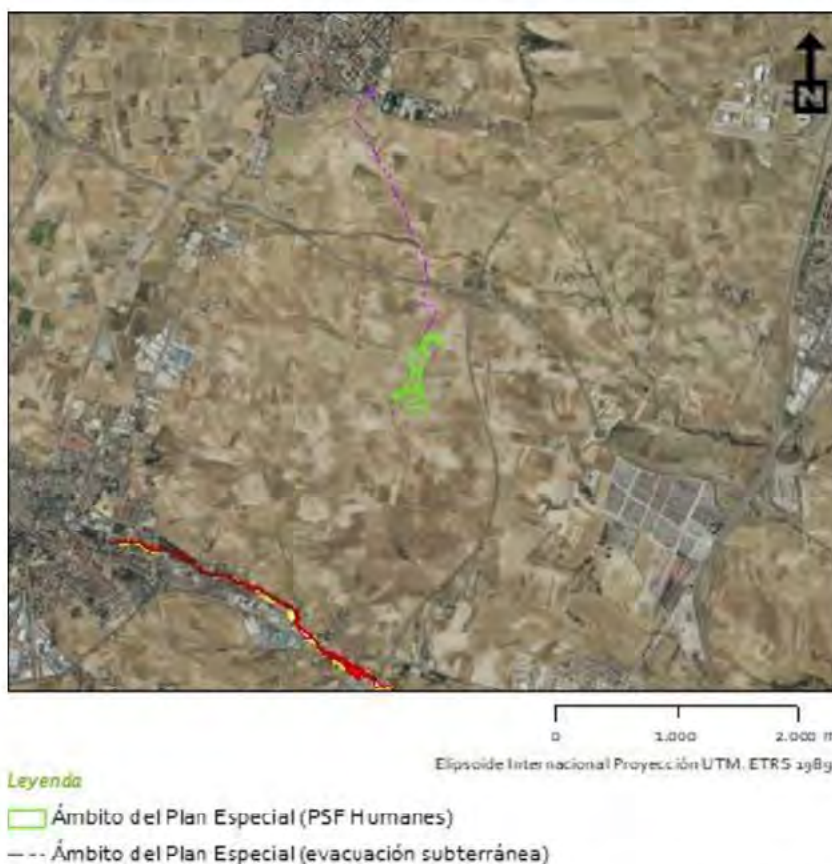 N
0 1.000 2.000 m
Elipsoide Internacional Proyección UTM. ETRS 1989
Leyenda
Ámbito del Plan Especial (PSF Humanes)
Ámbito del Plan Especial (evacuación subterránea)